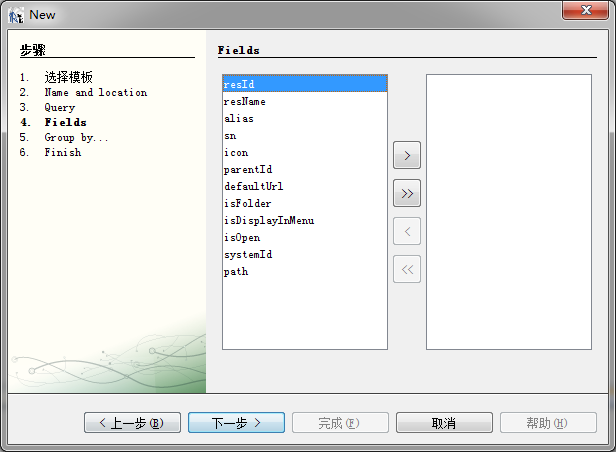 New
步骤
1. 选择模板
2. Name and location
3. Query
4. Fields
5. Group by...
6. Finish
Fields
resId
resName
alias
sn
icon
parentId
defaultUrl
isFolder
isDisplayInMenu
isOpen
systemId
path
>
>>
<
<<
< 上一步(B)
下一步 >
完成(F)
取消
帮助(H)